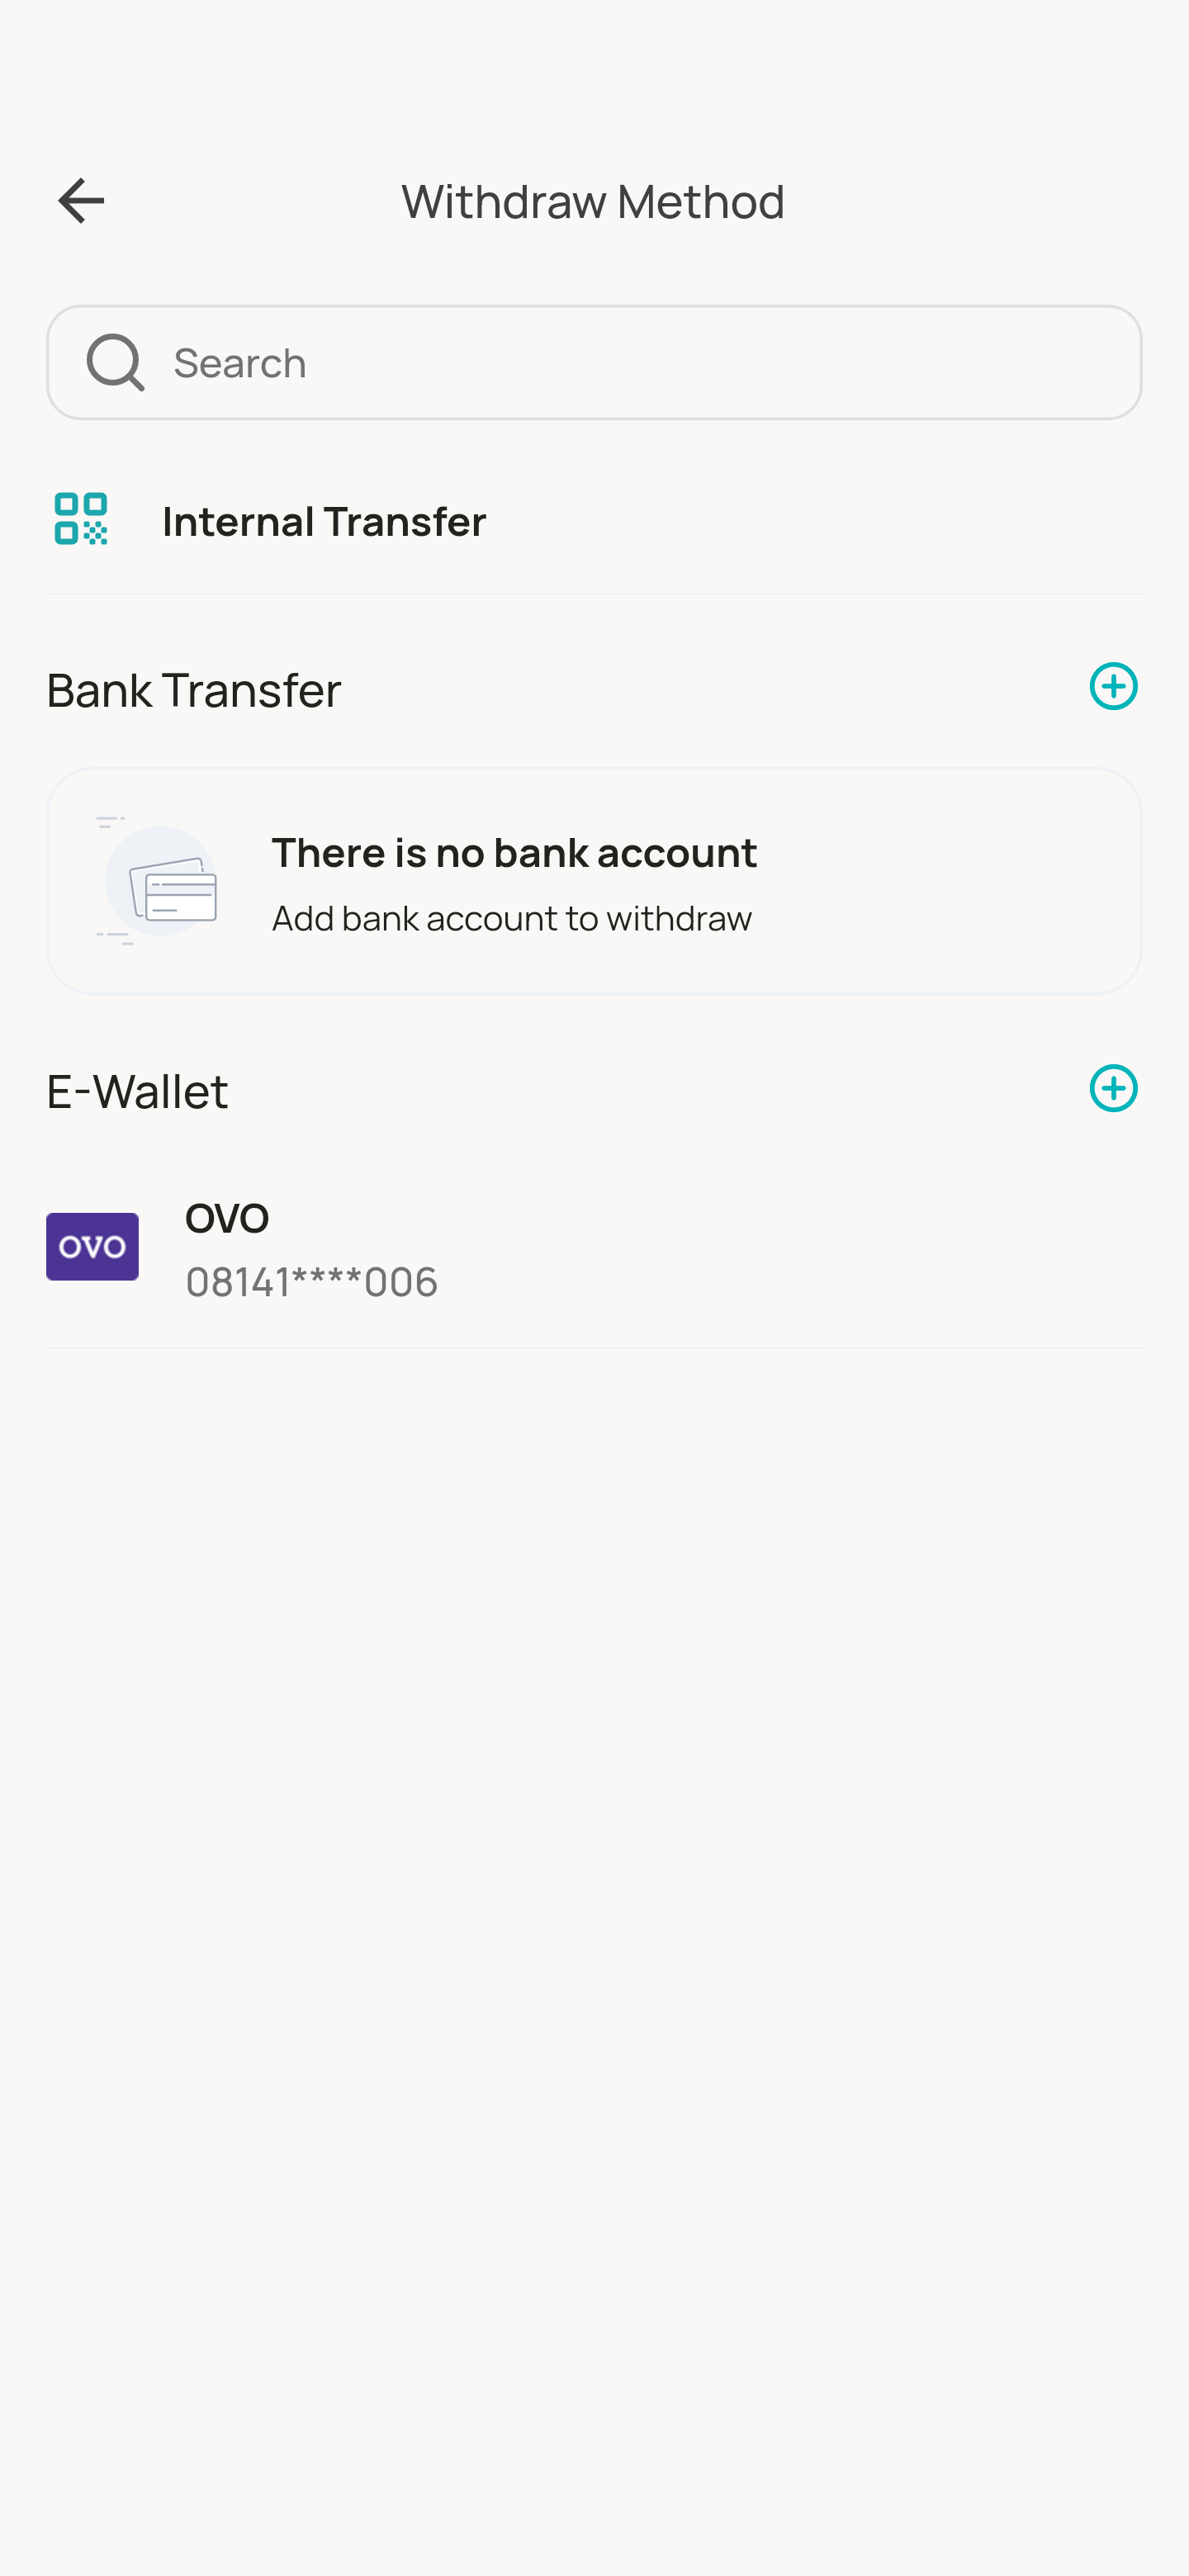 Withdraw Method
Search
Internal Transfer
Bank Transfer
There is no bank account
Add bank account to withdraw
E-Wallet
OVO
OVO
08141****006